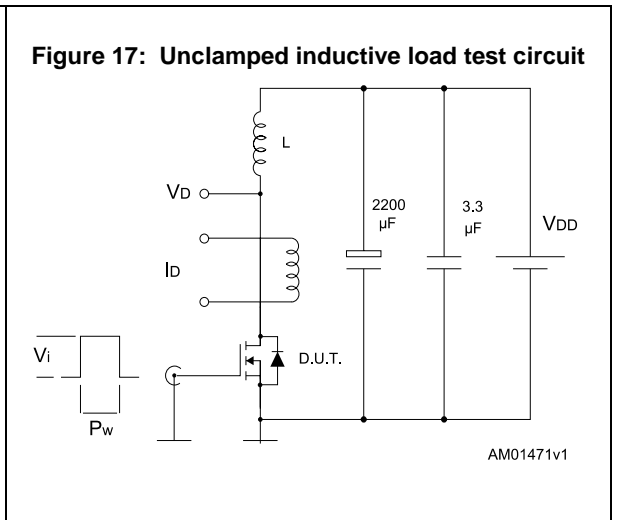 Figure 17: Unclamped inductive load test circuit
L
VD
2200
µF
3.3
µF
VDD
ID
Vi
D.U.T.
Pw
AM01471v1